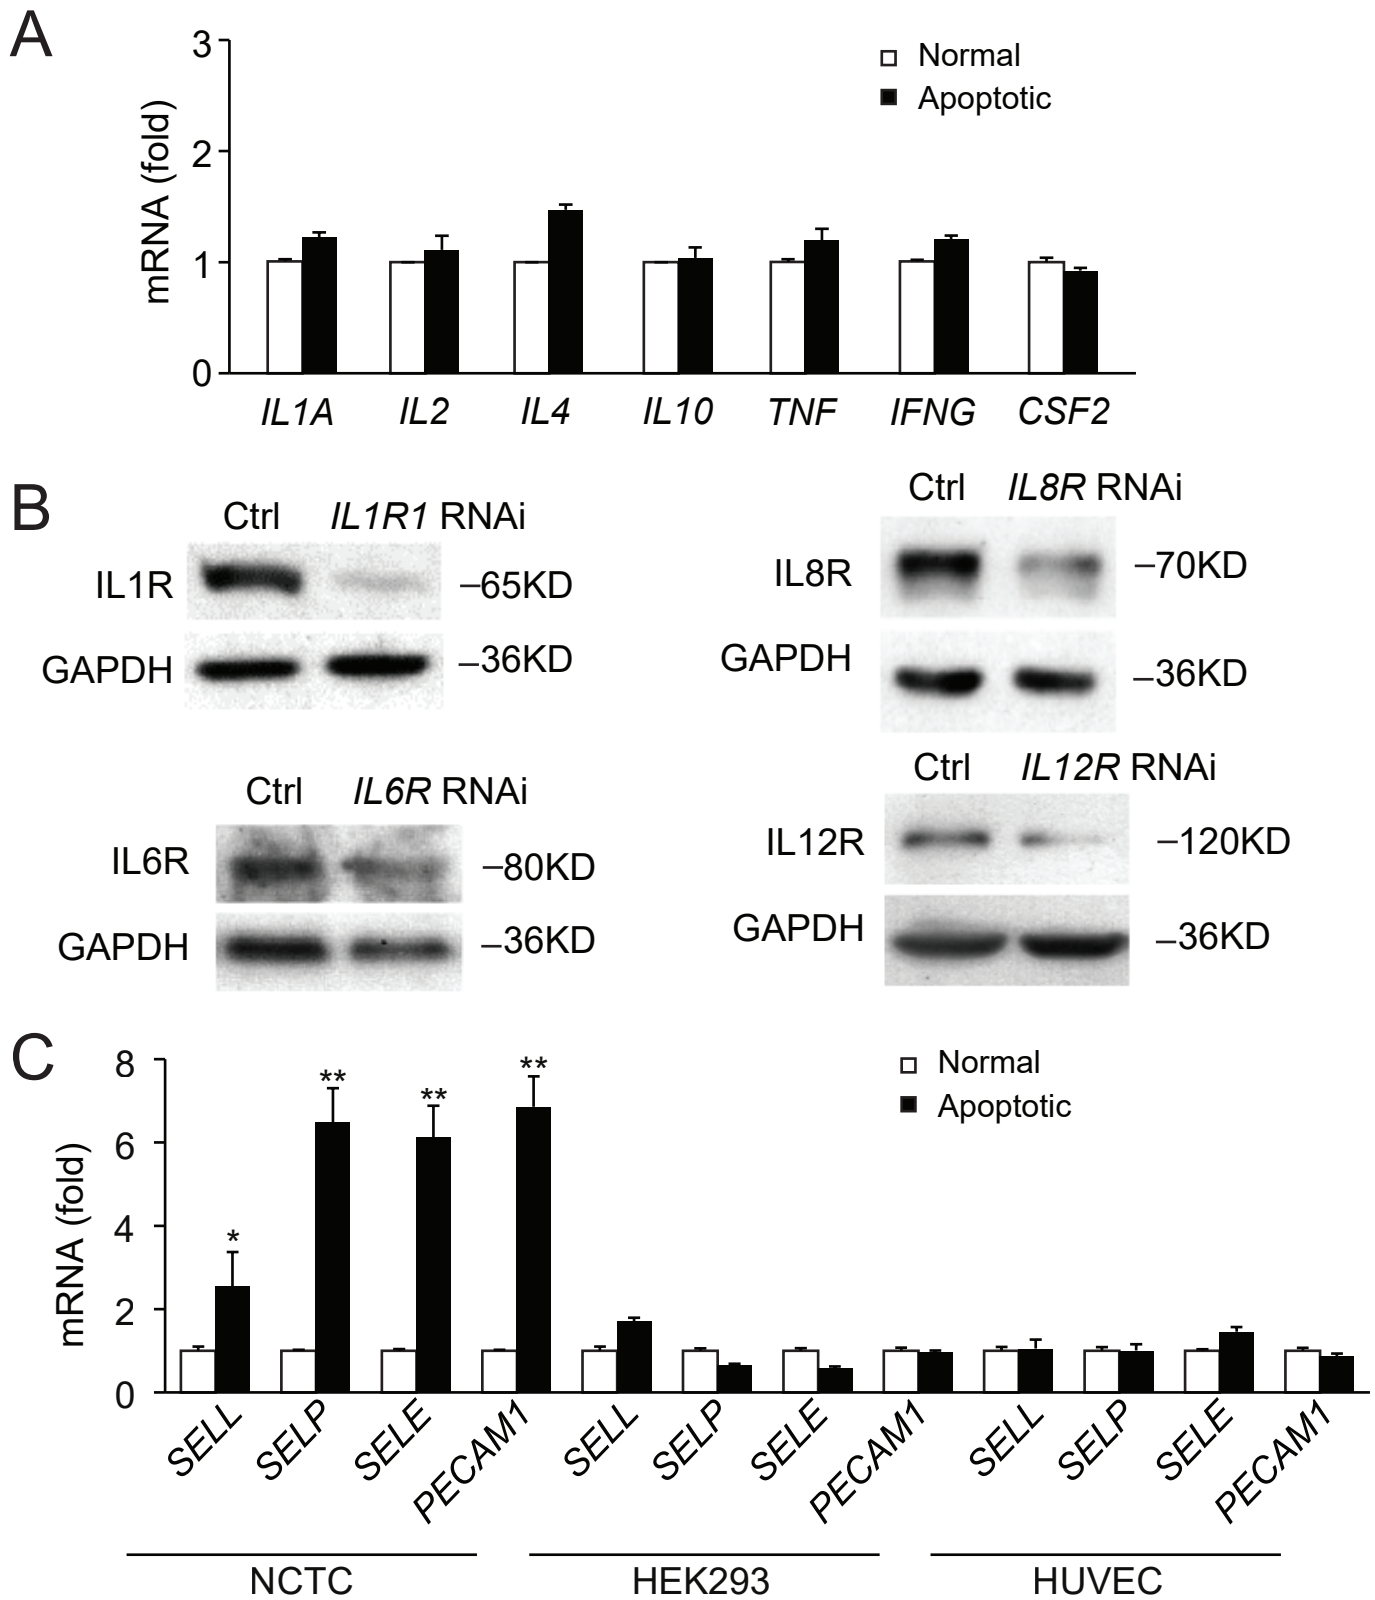 A
3
2
1
0
mRNA (fold)
Normal
Apoptotic
IL1A IL2 IL4 IL10 TNF IFNG CSF2
B
Ctrl IL1R1 RNAi
IL1R –65KD
GAPDH –36KD
Ctrl IL8R RNAi
IL8R –70KD
GAPDH –36KD
Ctrl IL6R RNAi
IL6R –80KD
GAPDH –36KD
Ctrl IL12R RNAi
IL12R –120KD
GAPDH –36KD
C
8
6
4
2
0
mRNA (fold)
Normal
Apoptotic
* ** ** **
SELL SELP SELE PECAM1 SELL SELP SELE PECAM1 SELL SELP SELE PECAM1
NCTC HEK293 HUVEC